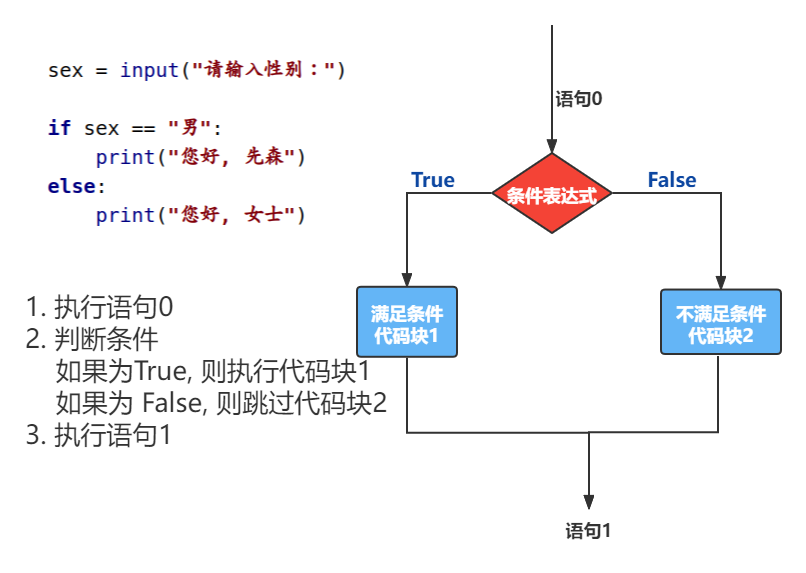 sex = input("请输入性别：")
if sex == "男":
    print("您好, 先森")
else:
    print("您好, 女士")
1. 执行语句0
2. 判断条件
如果为True, 则执行代码块1
如果为 False, 则跳过代码块2
3. 执行语句1
语句0
True
False
条件表达式
满足条件
代码块1
不满足条件
代码块2
语句1